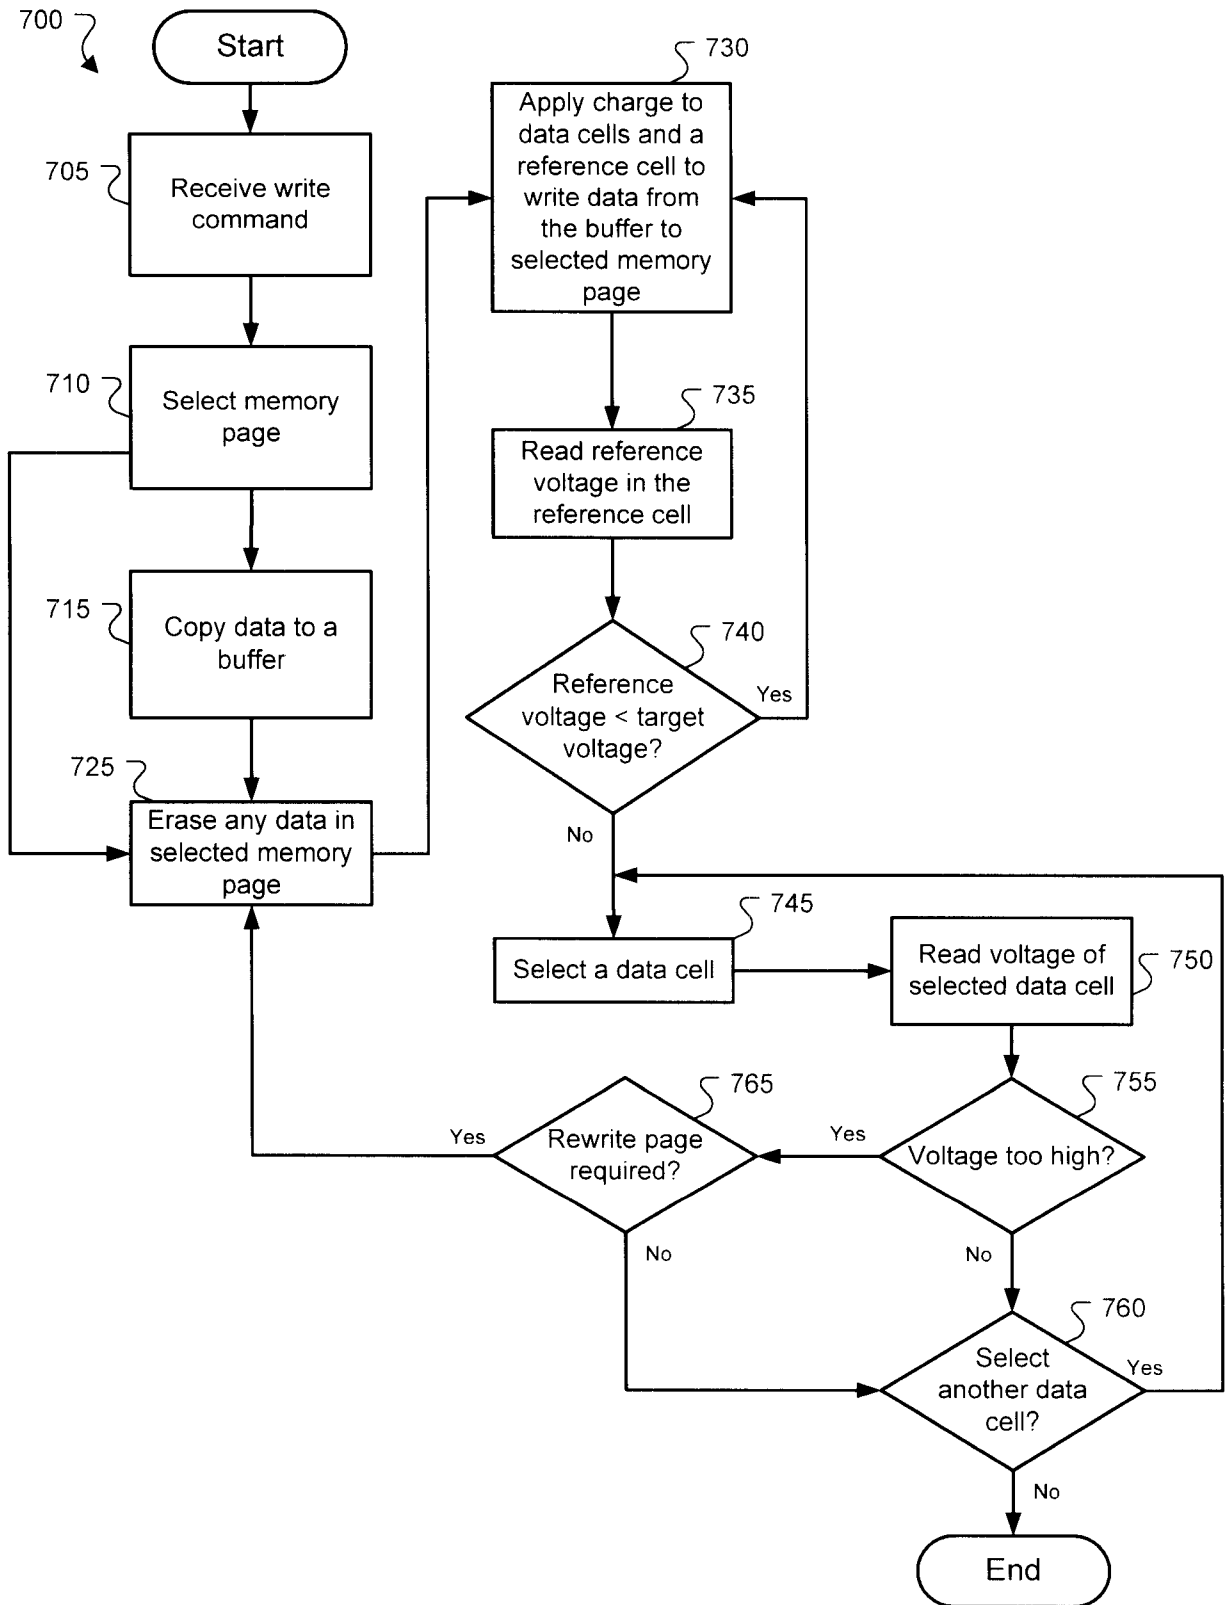 700
Start
705
Receive write
command
710
Select memory
page
715
Copy data to a
buffer
725
Erase any data in
selected memory
page
730
Apply charge to
data cells and a
reference cell to
write data from
the buffer to
selected memory
page
735
Read reference
voltage in the
reference cell
740
Reference
voltage < target
voltage?
Yes
No
745
Select a data cell
Read voltage of
selected data cell
750
755
Voltage too high?
Yes
No
765
Rewrite page
required?
Yes
No
760
Select
another data
cell?
Yes
No
End